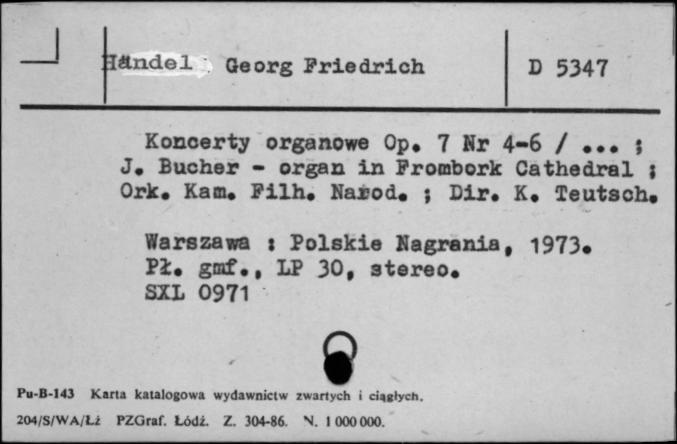 Händel Georg Friedrich D 5347
Koncerty organowe Op. 7 Nr 4-6 / ... ;
J. Bucher - organ in Frombork Cathedral ;
Ork. Kam. Filh. Narod. ; Dir. K. Teutsch.
Warszawa : Polskie Nagrania, 1973.
Pł. gmf., LP 30, stereo.
SXL 0971
Pu-B-143 Karta katalogowa wydawnictw zwartych i ciągłych.
204/S/WA/Łż PZGraf. Łódź. Z. 304-86. N. 1 000 000.